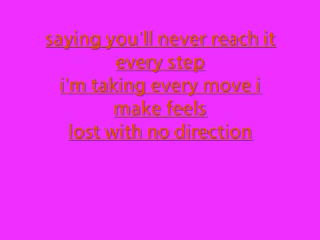 saying you'll never reach it
every step
i'm taking every move i
make feels
lost with no direction